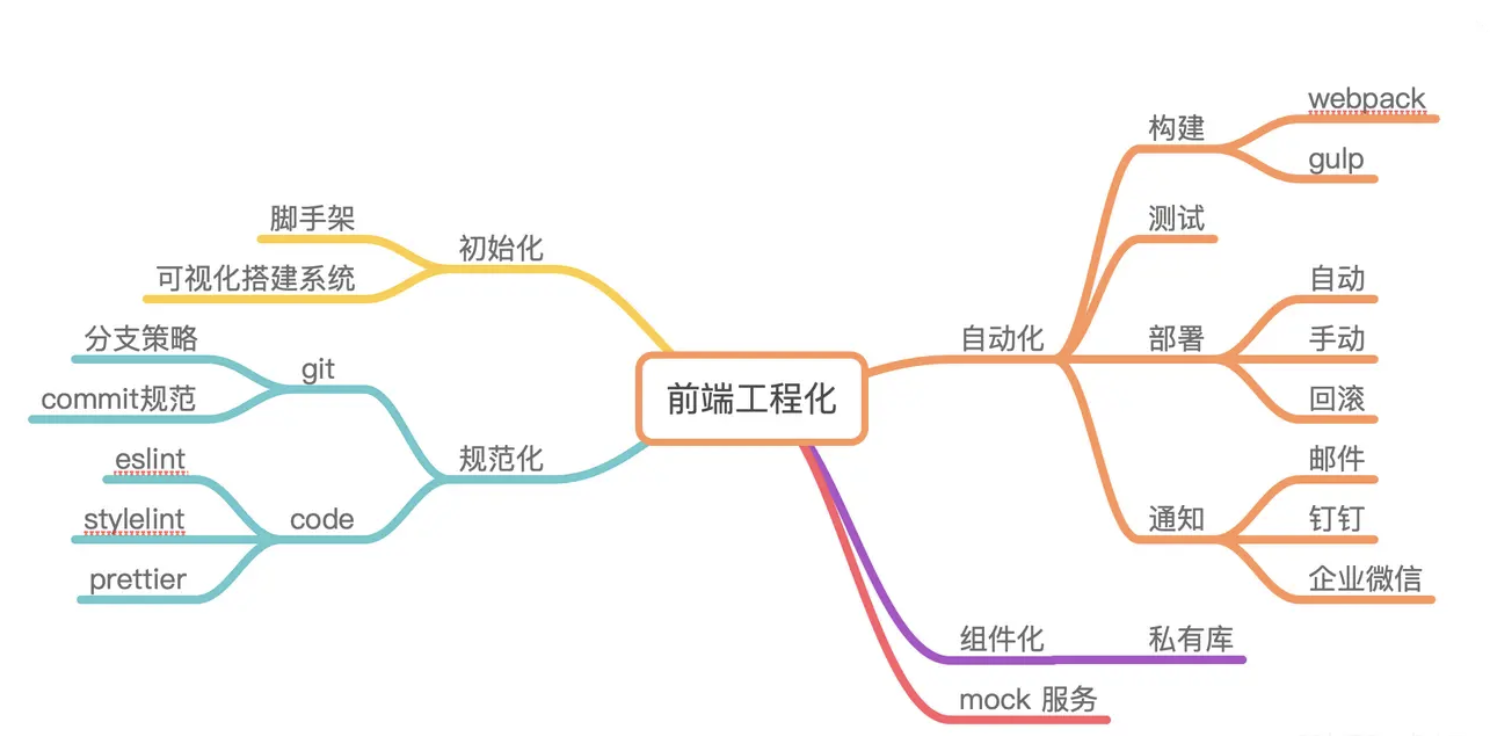 前端工程化
初始化
脚手架
可视化搭建系统
规范化
git
分支策略
commit规范
code
eslint
stylelint
prettier
自动化
构建
webpack
gulp
测试
部署
自动
手动
回滚
通知
邮件
钉钉
企业微信
组件化
私有库
mock 服务